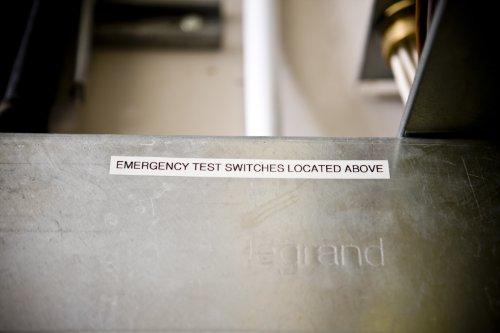 EMERGENCY TEST SWITCHES LOCATED ABOVE
legrand